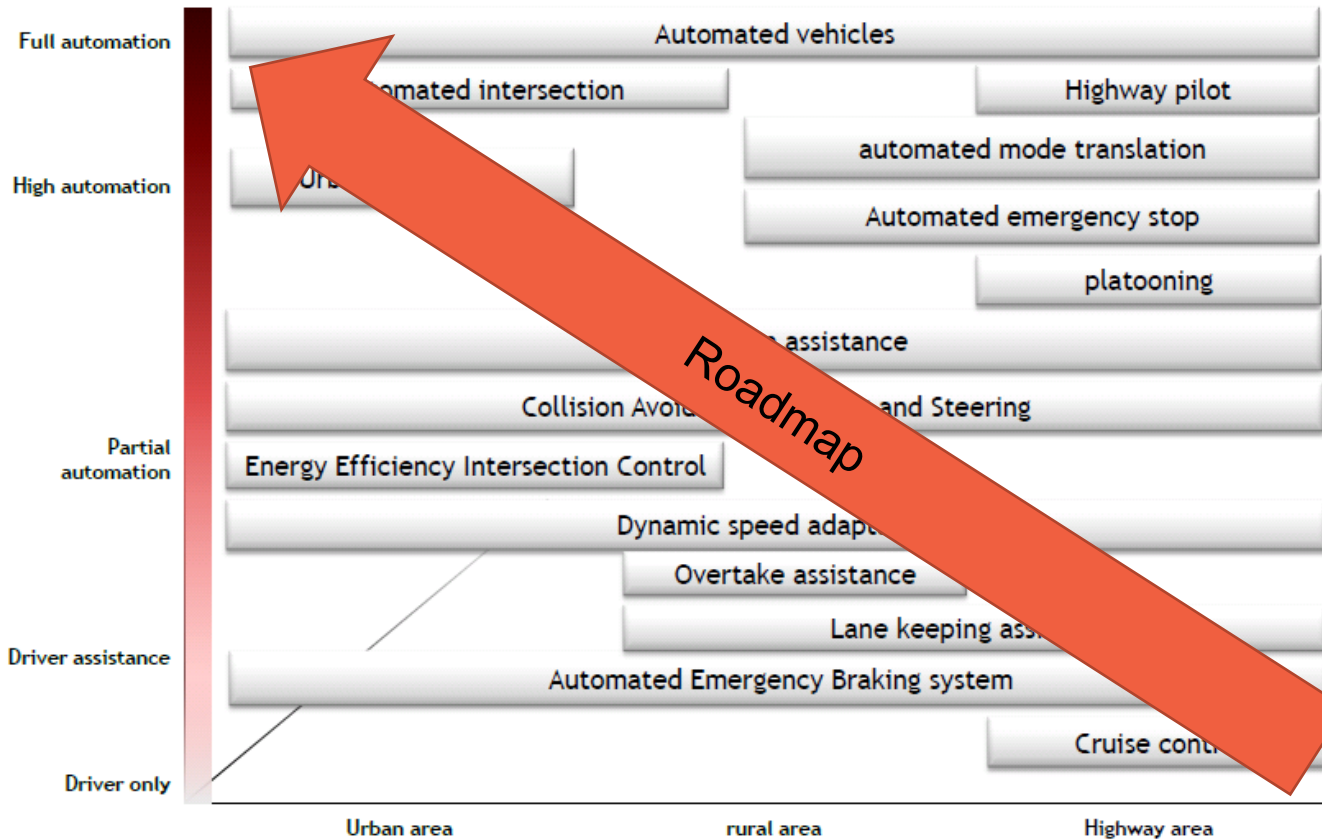 Full automation
Automated vehicles
omated intersection
Highway pilot
automated mode translation
High automation
Automated emergency stop
platooning
assistance
Roadmap
Collision Avoid and Steering
Partial
automation
Energy Efficiency Intersection Control
Dynamic speed adapt
Overtake assistance
Lane keeping ass
Driver assistance
Automated Emergency Braking system
Cruise cont
Driver only
Urban area
rural area
Highway area